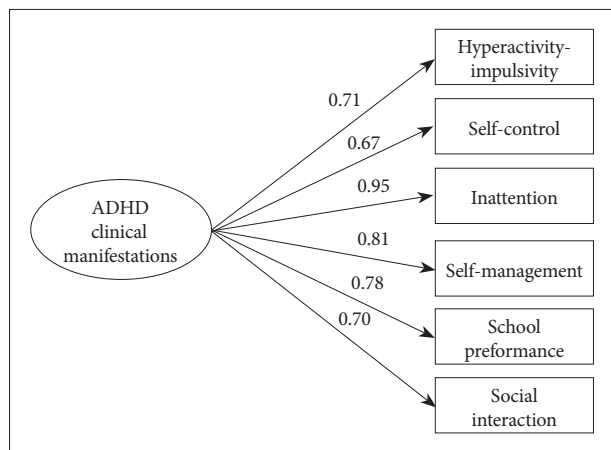 Hyperactivity-
impulsivity
0.71
Self-control
0.67
Inattention
0.95
ADHD
clinical
manifestations
0.81
Self-management
0.78
School
preformance
0.70
Social
interaction